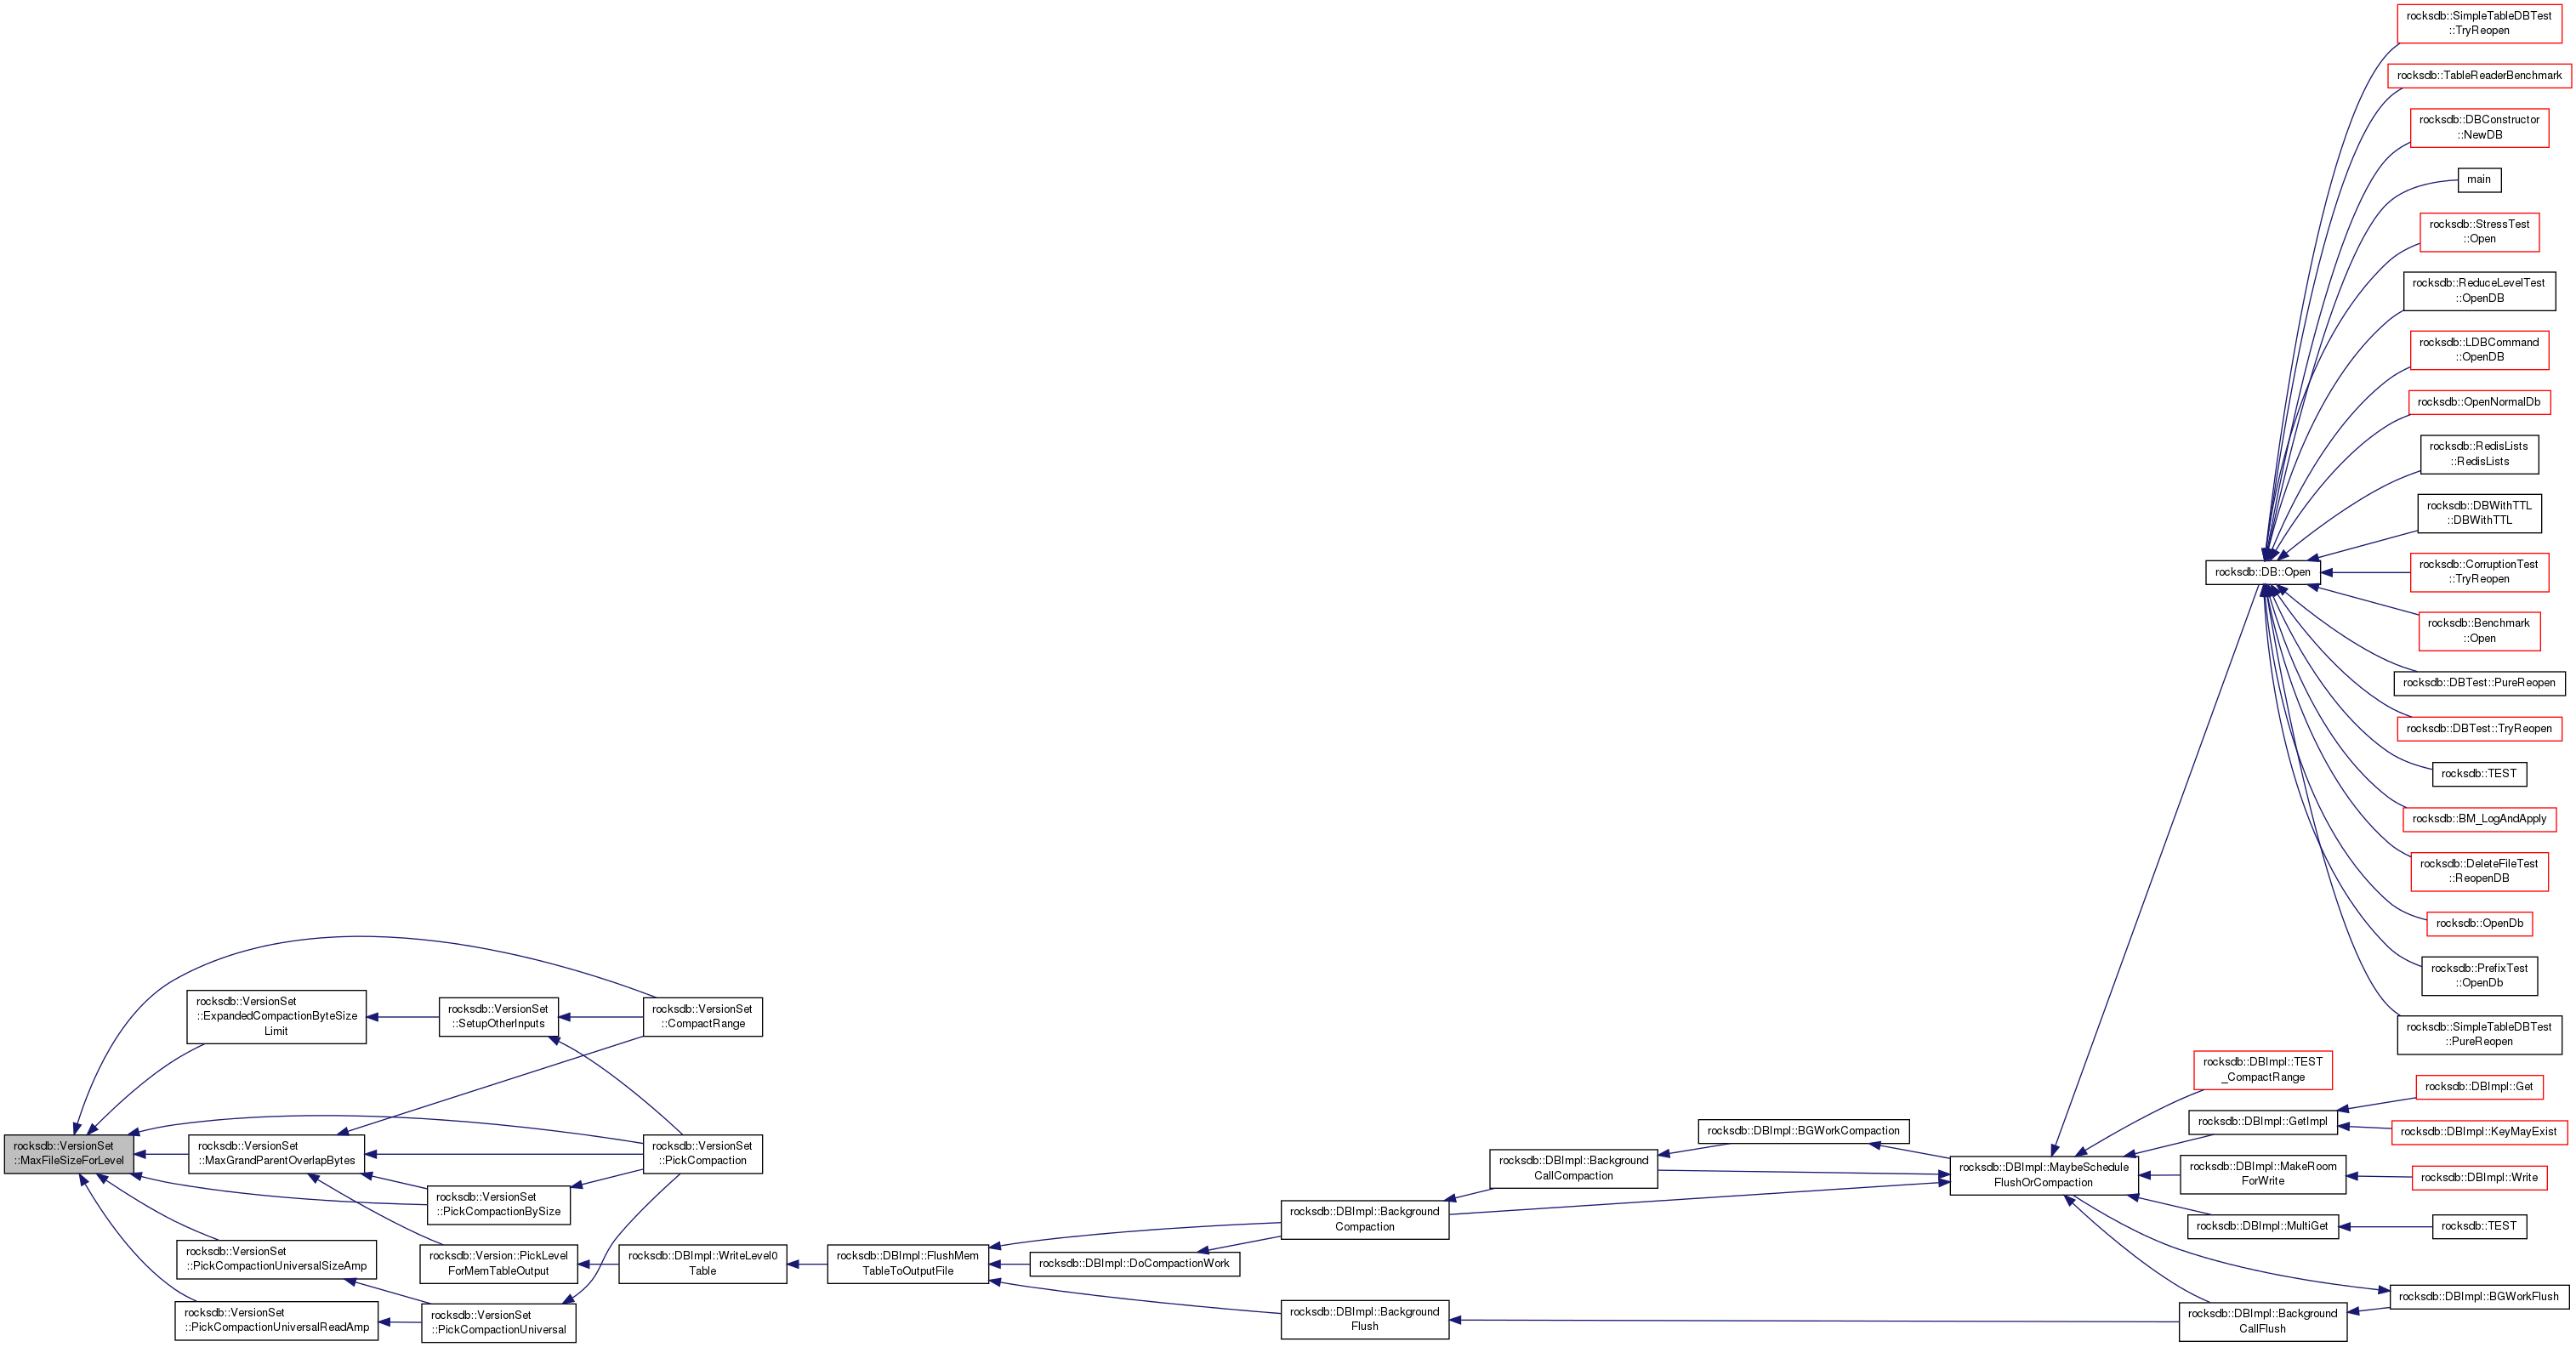 rocksdb::SimpleTableDBTest
::TryReopen
rocksdb::TableReaderBenchmark
rocksdb::DBConstructor
::NewDB
main
rocksdb::StressTest
::Open
rocksdb::ReduceLevelTest
::OpenDB
rocksdb::LDBCommand
::OpenDB
rocksdb::OpenNormalDb
rocksdb::RedisLists
::RedisLists
rocksdb::DBWithTTL
::DBWithTTL
rocksdb::DB::Open
rocksdb::CorruptionTest
::TryReopen
rocksdb::Benchmark
::Open
rocksdb::DBTest::PureReopen
rocksdb::DBTest::TryReopen
rocksdb::TEST
rocksdb::BM_LogAndApply
rocksdb::DeleteFileTest
::ReopenDB
rocksdb::OpenDb
rocksdb::PrefixTest
::OpenDb
rocksdb::SimpleTableDBTest
::PureReopen
rocksdb::VersionSet
::ExpandedCompactionByteSize
Limit
rocksdb::VersionSet
::SetupOtherInputs
rocksdb::VersionSet
::CompactRange
rocksdb::VersionSet
::MaxFileSizeForLevel
rocksdb::VersionSet
::MaxGrandParentOverlapBytes
rocksdb::VersionSet
::PickCompaction
rocksdb::VersionSet
::PickCompactionBySize
rocksdb::VersionSet
::PickCompactionUniversalSizeAmp
rocksdb::Version::PickLevel
ForMemTableOutput
rocksdb::DBImpl::WriteLevel0
Table
rocksdb::DBImpl::FlushMem
TableToOutputFile
rocksdb::DBImpl::DoCompactionWork
rocksdb::VersionSet
::PickCompactionUniversalReadAmp
rocksdb::VersionSet
::PickCompactionUniversal
rocksdb::DBImpl::Background
Compaction
rocksdb::DBImpl::Background
Flush
rocksdb::DBImpl::Background
CallCompaction
rocksdb::DBImpl::BGWorkCompaction
rocksdb::DBImpl::MaybeSchedule
FlushOrCompaction
rocksdb::DBImpl::TEST
_CompactRange
rocksdb::DBImpl::GetImpl
rocksdb::DBImpl::Get
rocksdb::DBImpl::KeyMayExist
rocksdb::DBImpl::MakeRoom
ForWrite
rocksdb::DBImpl::Write
rocksdb::DBImpl::MultiGet
rocksdb::TEST
rocksdb::DBImpl::BGWorkFlush
rocksdb::DBImpl::Background
CallFlush